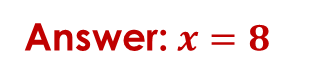 Answer: x = 8